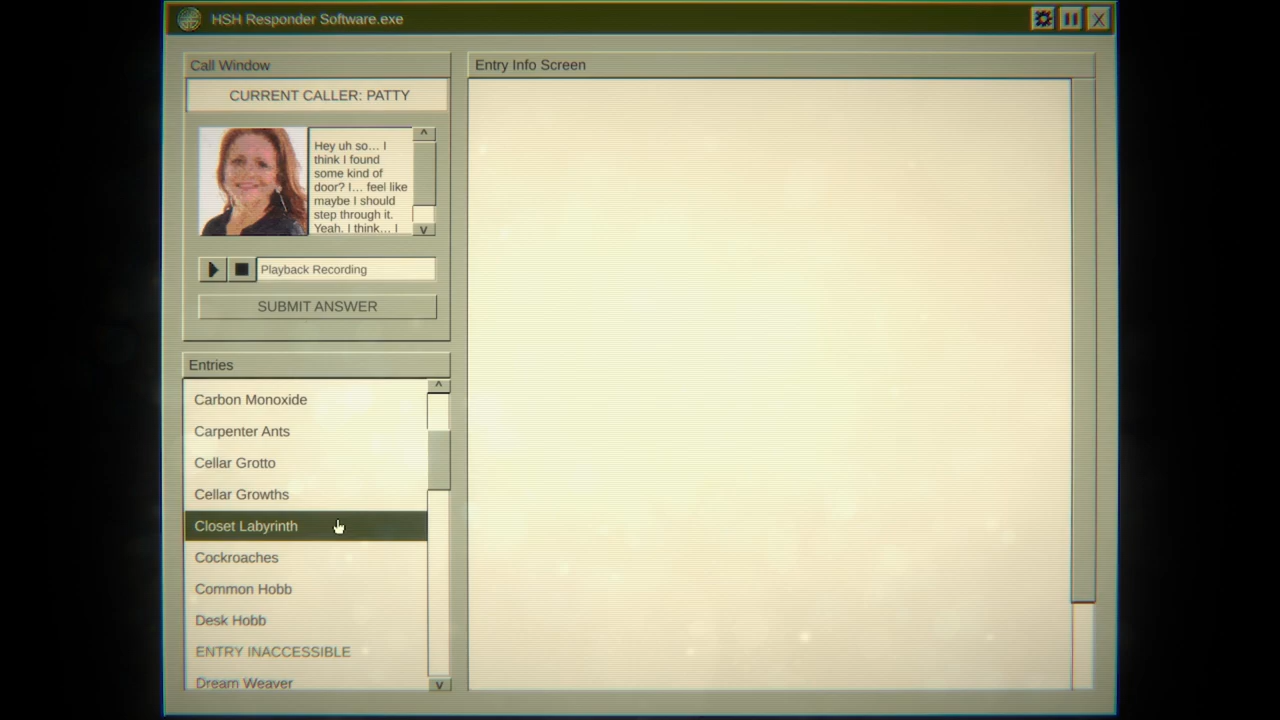 HSH Responder Software.exe
Call Window
CURRENT CALLER: PATTY
Hey uh so... I
think I found
some kind of
door? I... feel like
maybe I should
step through it.
Yeah. I think... I
Playback Recording
SUBMIT ANSWER
Entries
Carbon Monoxide
Carpenter Ants
Cellar Grotto
Cellar Growths
Closet Labyrinth
Cockroaches
Common Hobb
Desk Hobb
ENTRY INACCESSIBLE
Dream Weaver
Entry Info Screen